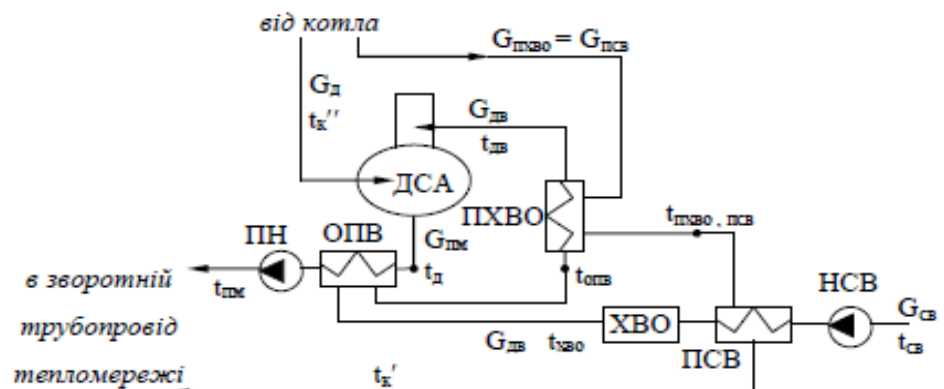 від котла
Gпхво = Gпсв
Gд
tк′′
Gдв
tдв
ДСА
ПХВО
tпхво , псв
ПН
ОПВ
Gпм
tд
tопв
НСВ
в зворотній
tпм
Gсв
трубопровід
Gдв
tхво
ХВО
ПСВ
tсв
тепломережі
tк′